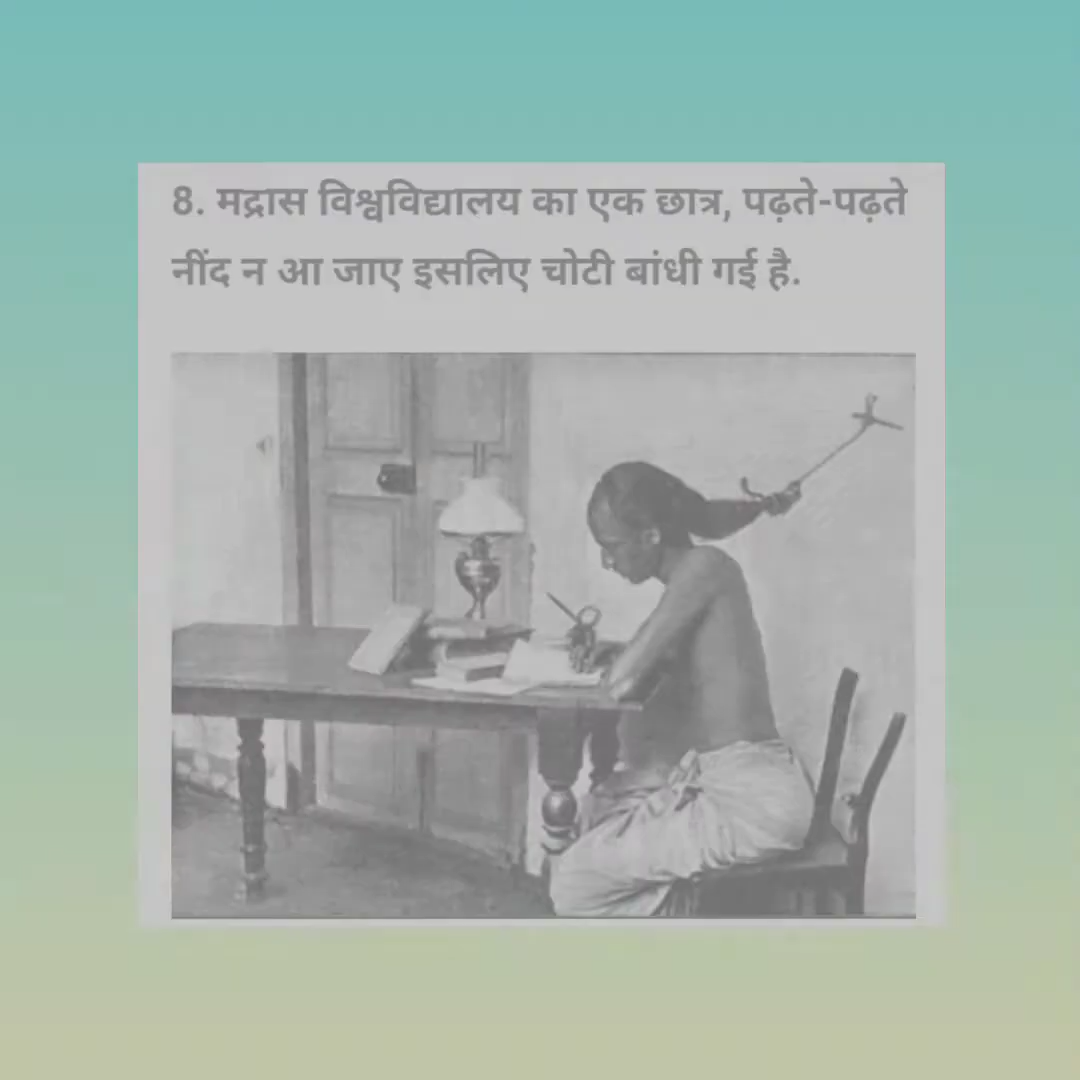 8. मद्रास विश्वविद्यालय का एक छात्र, पढ़ते-पढ़ते
नींद न आ जाए इसलिए चोटी बांधी गई है.